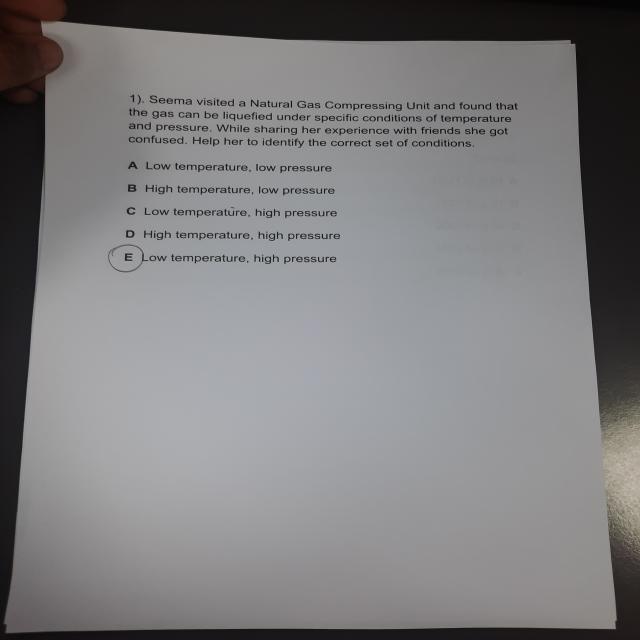 1). Seema visited a Natural Gas Compressing Unit and found that
the gas can be liquefied under specific conditions of temperature
and pressure. While sharing her experience with friends she got
confused. Help her to identify the correct set of conditions.
A Low temperature, low pressure
B High temperature, low pressure
C Low temperature, high pressure
D High temperature, high pressure
E Low temperature, high pressure